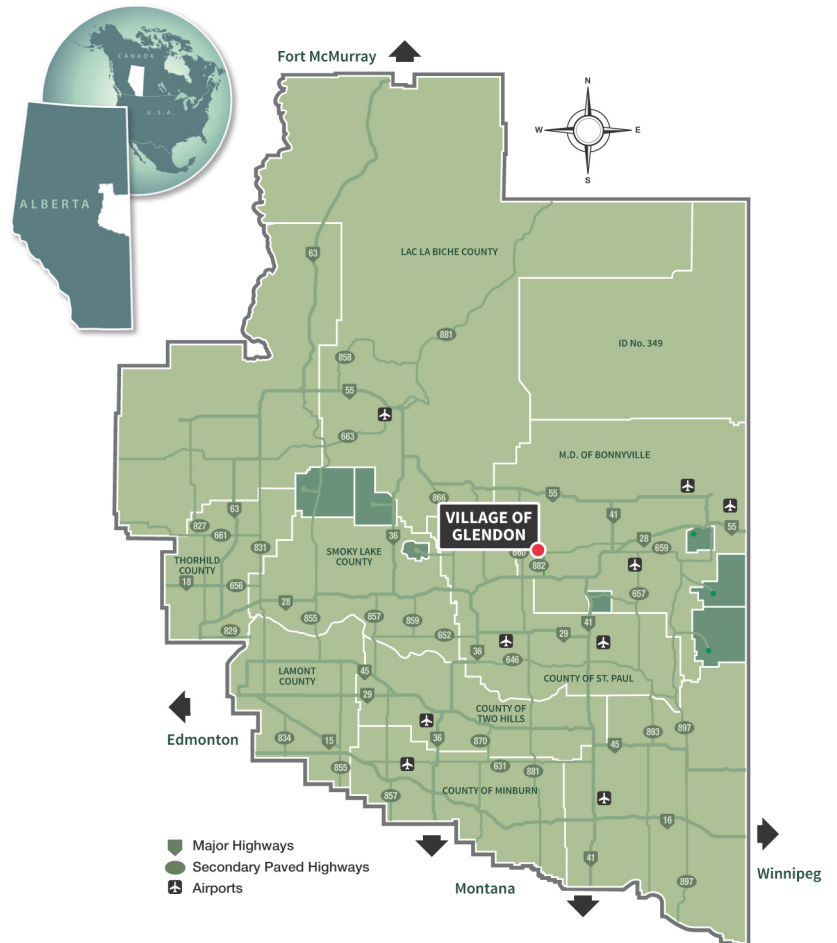 Fort McMurray
CANADA
U.S.A.
ALBERTA
N
W
E
S
63
LAC LA BICHE COUNTY
881
ID No. 349
858
55
663
M.D. OF BONNYVILLE
866
55
VILLAGE OF
GLENDON
63
827
661
831
41
28
659
55
36
SMOKY LAKE
COUNTY
660
882
THORHILD
COUNTY
18
656
657
28
855
857
859
652
829
41
29
36
646
LAMONT
COUNTY
45
29
COUNTY OF ST. PAUL
COUNTY OF
TWO HILLS
Edmonton
834
15
36
870
45
893
897
855
631
881
857
COUNTY OF MINBURN
16
Major Highways
Secondary Paved Highways
Airports
41
897
Montana
Winnipeg